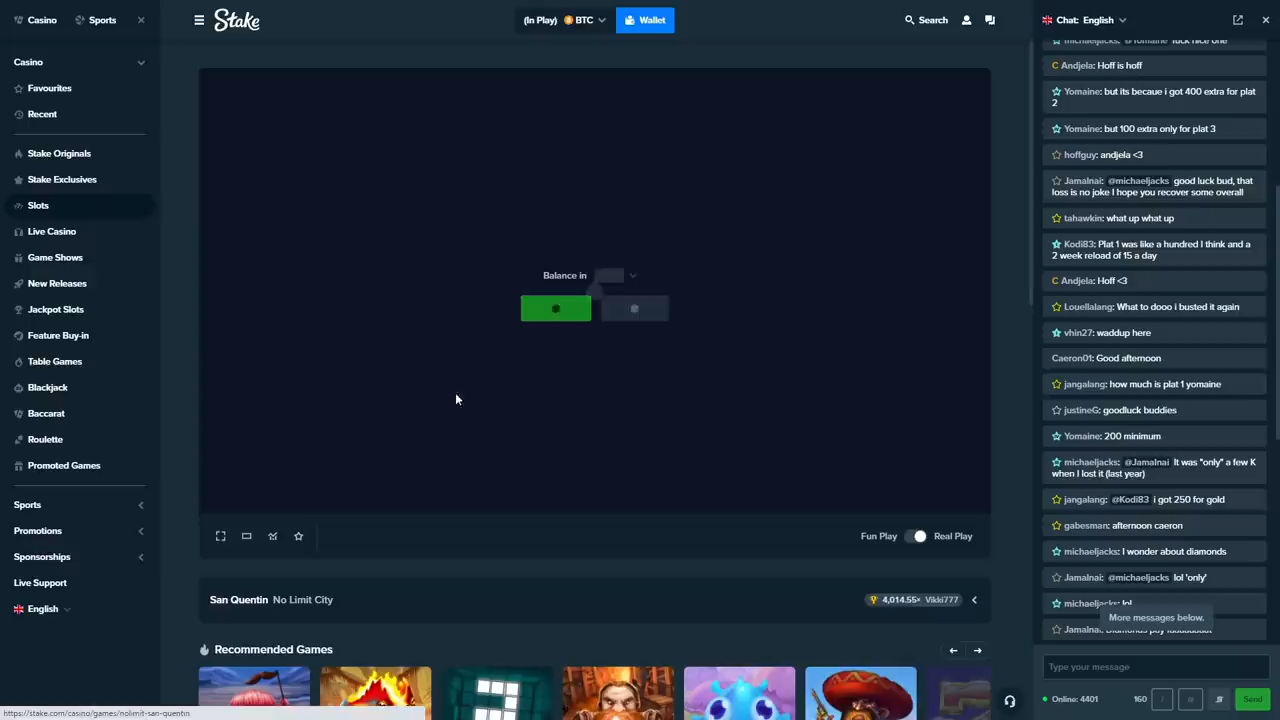 Casino
Sports
Stake
(In Play) BTC
Wallet
Search
Chat: English
Casino
Favourites
Recent
Stake Originals
Stake Exclusives
Slots
Live Casino
Game Shows
New Releases
Jackpot Slots
Feature Buy-in
Table Games
Blackjack
Baccarat
Roulette
Promoted Games
Sports
Promotions
Sponsorships
Live Support
English
https://stake.com/casino/games/nolimit-san-quentin
Balance in
Fun Play
Real Play
San Quentin No Limit City
4,014.55× Vikki777
Recommended Games
michaeljacks: @Yomaine fuck nice one
C Andjela: Hoff is hoff
Yomaine: but its becaue i got 400 extra for plat
2
Yomaine: but 100 extra only for plat 3
hoffguy: andjela <3
Jamalnai: @michaeljacks good luck bud, that
loss is no joke I hope you recover some overall
tahawkin: what up what up
Kodi83: Plat 1 was like a hundred I think and a
2 week reload of 15 a day
C Andjela: Hoff <3
Louellalang: What to dooo i busted it again
vhin27: waddup here
Caeron01: Good afternoon
jangalang: how much is plat 1 yomaine
justineG: goodluck buddies
Yomaine: 200 minimum
michaeljacks: @Jamalnai It was "only" a few K
when I lost it (last year)
jangalang: @Kodi83 i got 250 for gold
gabesman: afternoon caeron
michaeljacks: I wonder about diamonds
Jamalnai: @michaeljacks lol 'only'
michaeljacks: lol
More messages below.
Jamalnai:
Type your message
Online: 4401
160
Send